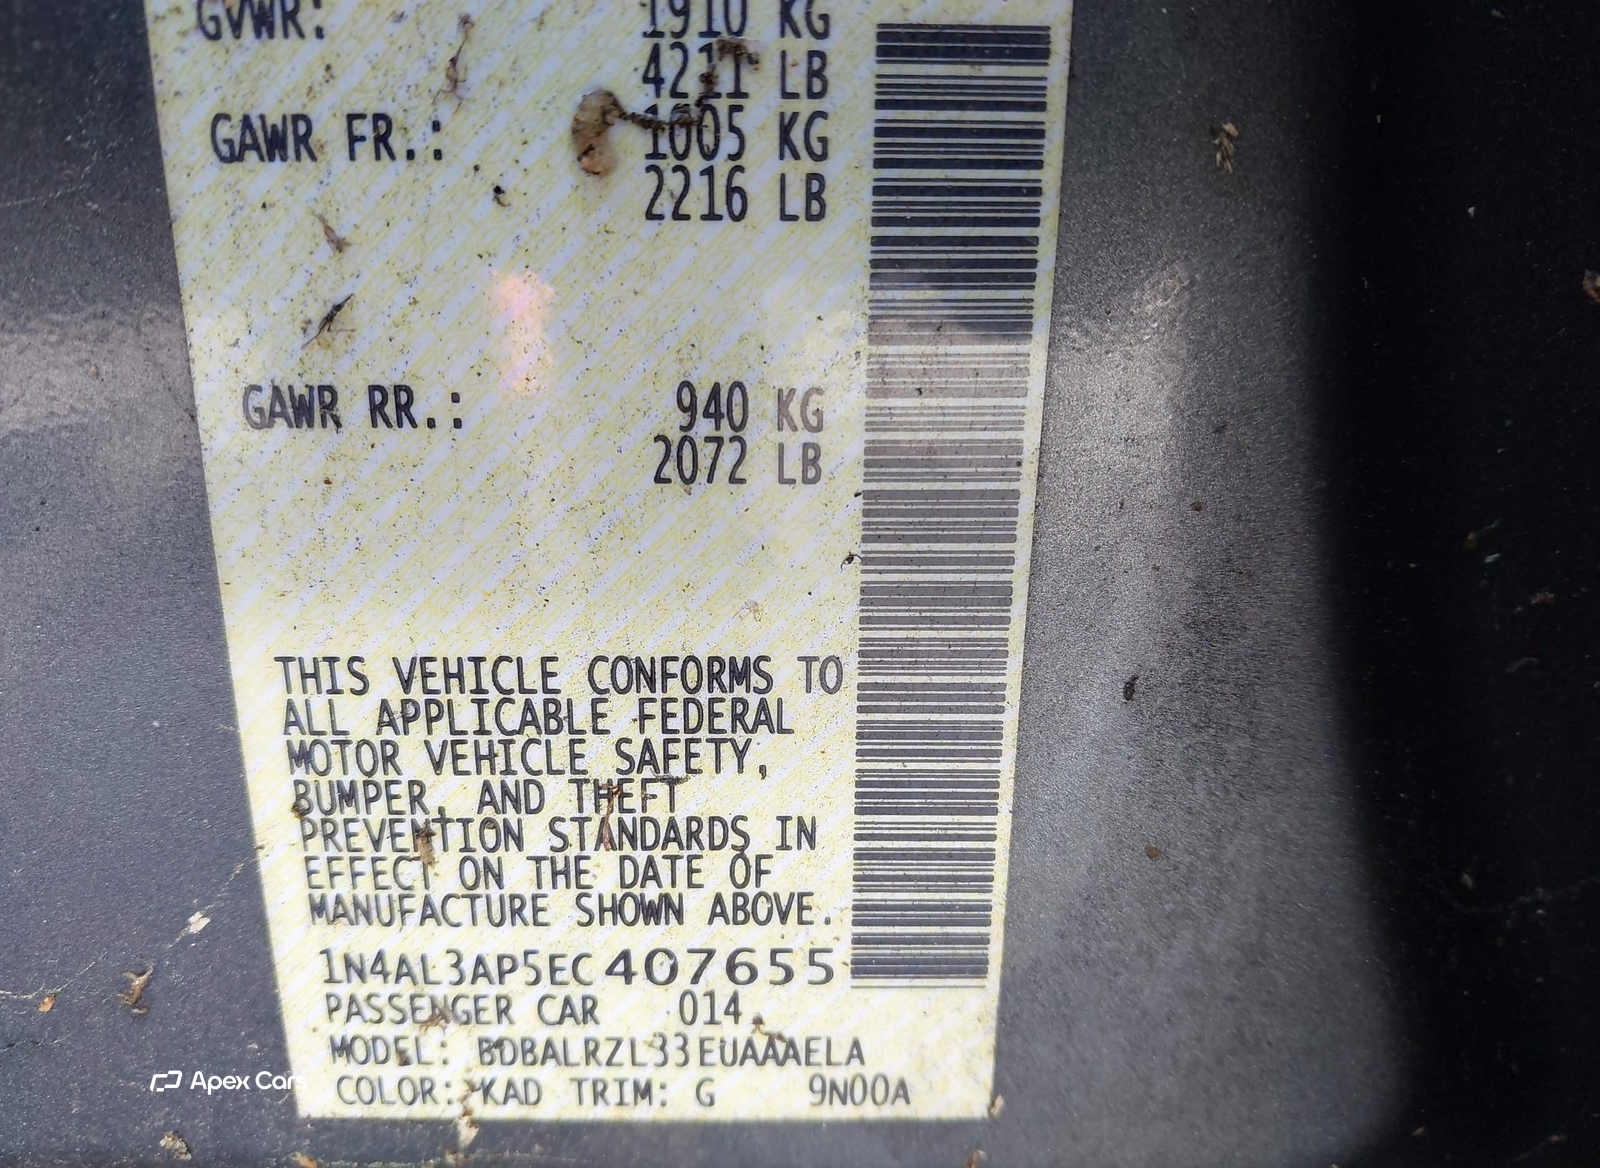 GVWR: 1910 KG
4211 LB
GAWR FR.: 1005 KG
2216 LB
GAWR RR.: 940 KG
2072 LB
THIS VEHICLE CONFORMS TO
ALL APPLICABLE FEDERAL
MOTOR VEHICLE SAFETY,
BUMPER, AND THEFT
PREVENTION STANDARDS IN
EFFECT ON THE DATE OF
MANUFACTURE SHOWN ABOVE.
1N4AL3AP5EC407655
PASSENGER CAR 014
MODEL: BDBALRZL33EUAAAELA
COLOR: KAD TRIM: G 9N00A
Apex Cars